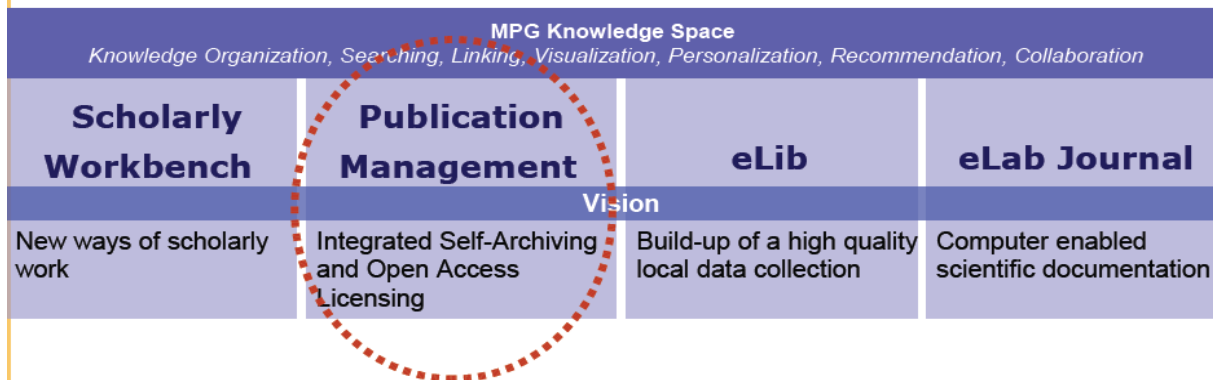 MPG Knowledge Space
Knowledge Organization, Searching, Linking, Visualization, Personalization, Recommendation, Collaboration
Scholarly
Workbench
Publication
Management
eLib
eLab Journal
Vision
New ways of scholarly
work
Integrated Self-Archiving
and Open Access
Licensing
Build-up of a high quality
local data collection
Computer enabled
scientific documentation